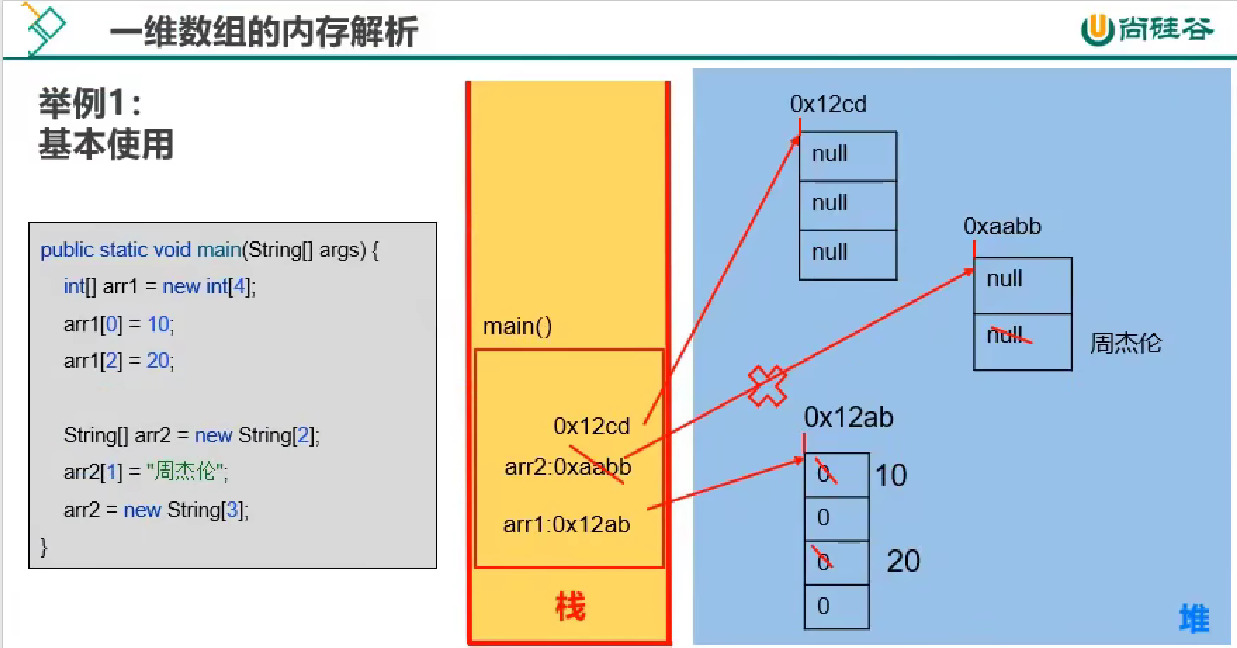 一维数组的内存解析
尚硅谷
举例1：
基本使用
public static void main(String[] args) {
int[] arr1 = new int[4];
arr1[0] = 10;
arr1[2] = 20;
String[] arr2 = new String[2];
arr2[1] = "周杰伦";
arr2 = new String[3];
}
main()
0x12cd
arr2:0xaabb
arr1:0x12ab
栈
0x12cd
null
null
null
0xaabb
null
null
周杰伦
0x12ab
0
10
0
0
20
0
堆